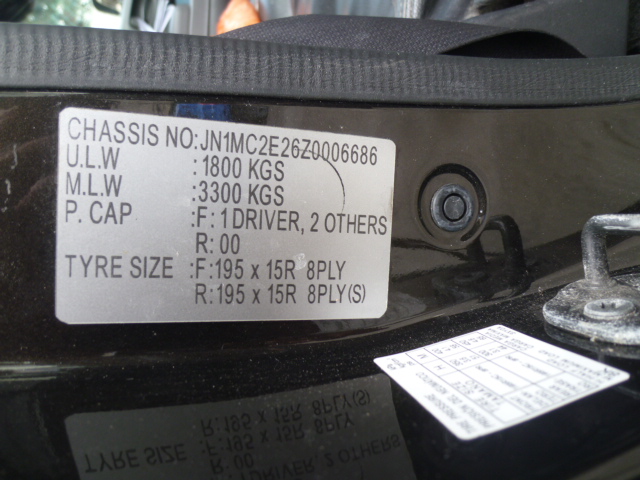 CHASSIS NO:JN1MC2E26Z0006686
U.L.W :1800 KGS
M.L.W :3300 KGS
P. CAP :F: 1 DRIVER, 2 OTHERS
R: 00
TYRE SIZE :F:195 x 15R 8PLY
R:195 x 15R 8PLY(S)